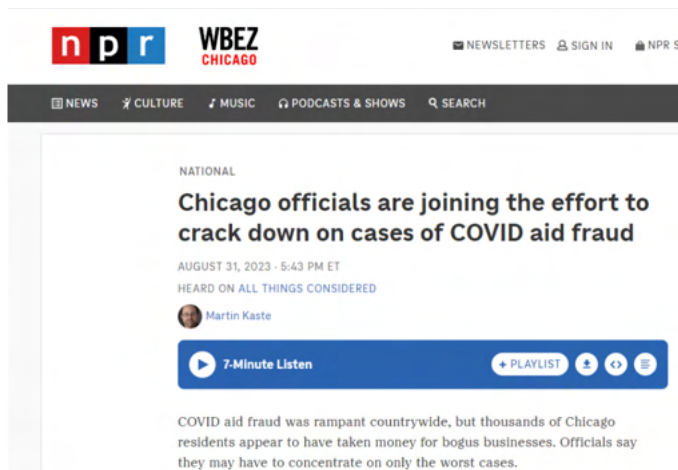 npr WBEZ CHICAGO NEWSLETTERS SIGN IN NPR S
NEWS CULTURE MUSIC PODCASTS & SHOWS SEARCH
NATIONAL
Chicago officials are joining the effort to
crack down on cases of COVID aid fraud
AUGUST 31, 2023 · 5:43 PM ET
HEARD ON ALL THINGS CONSIDERED
Martin Kaste
7-Minute Listen + PLAYLIST
COVID aid fraud was rampant countrywide, but thousands of Chicago
residents appear to have taken money for bogus businesses. Officials say
they may have to concentrate on only the worst cases.